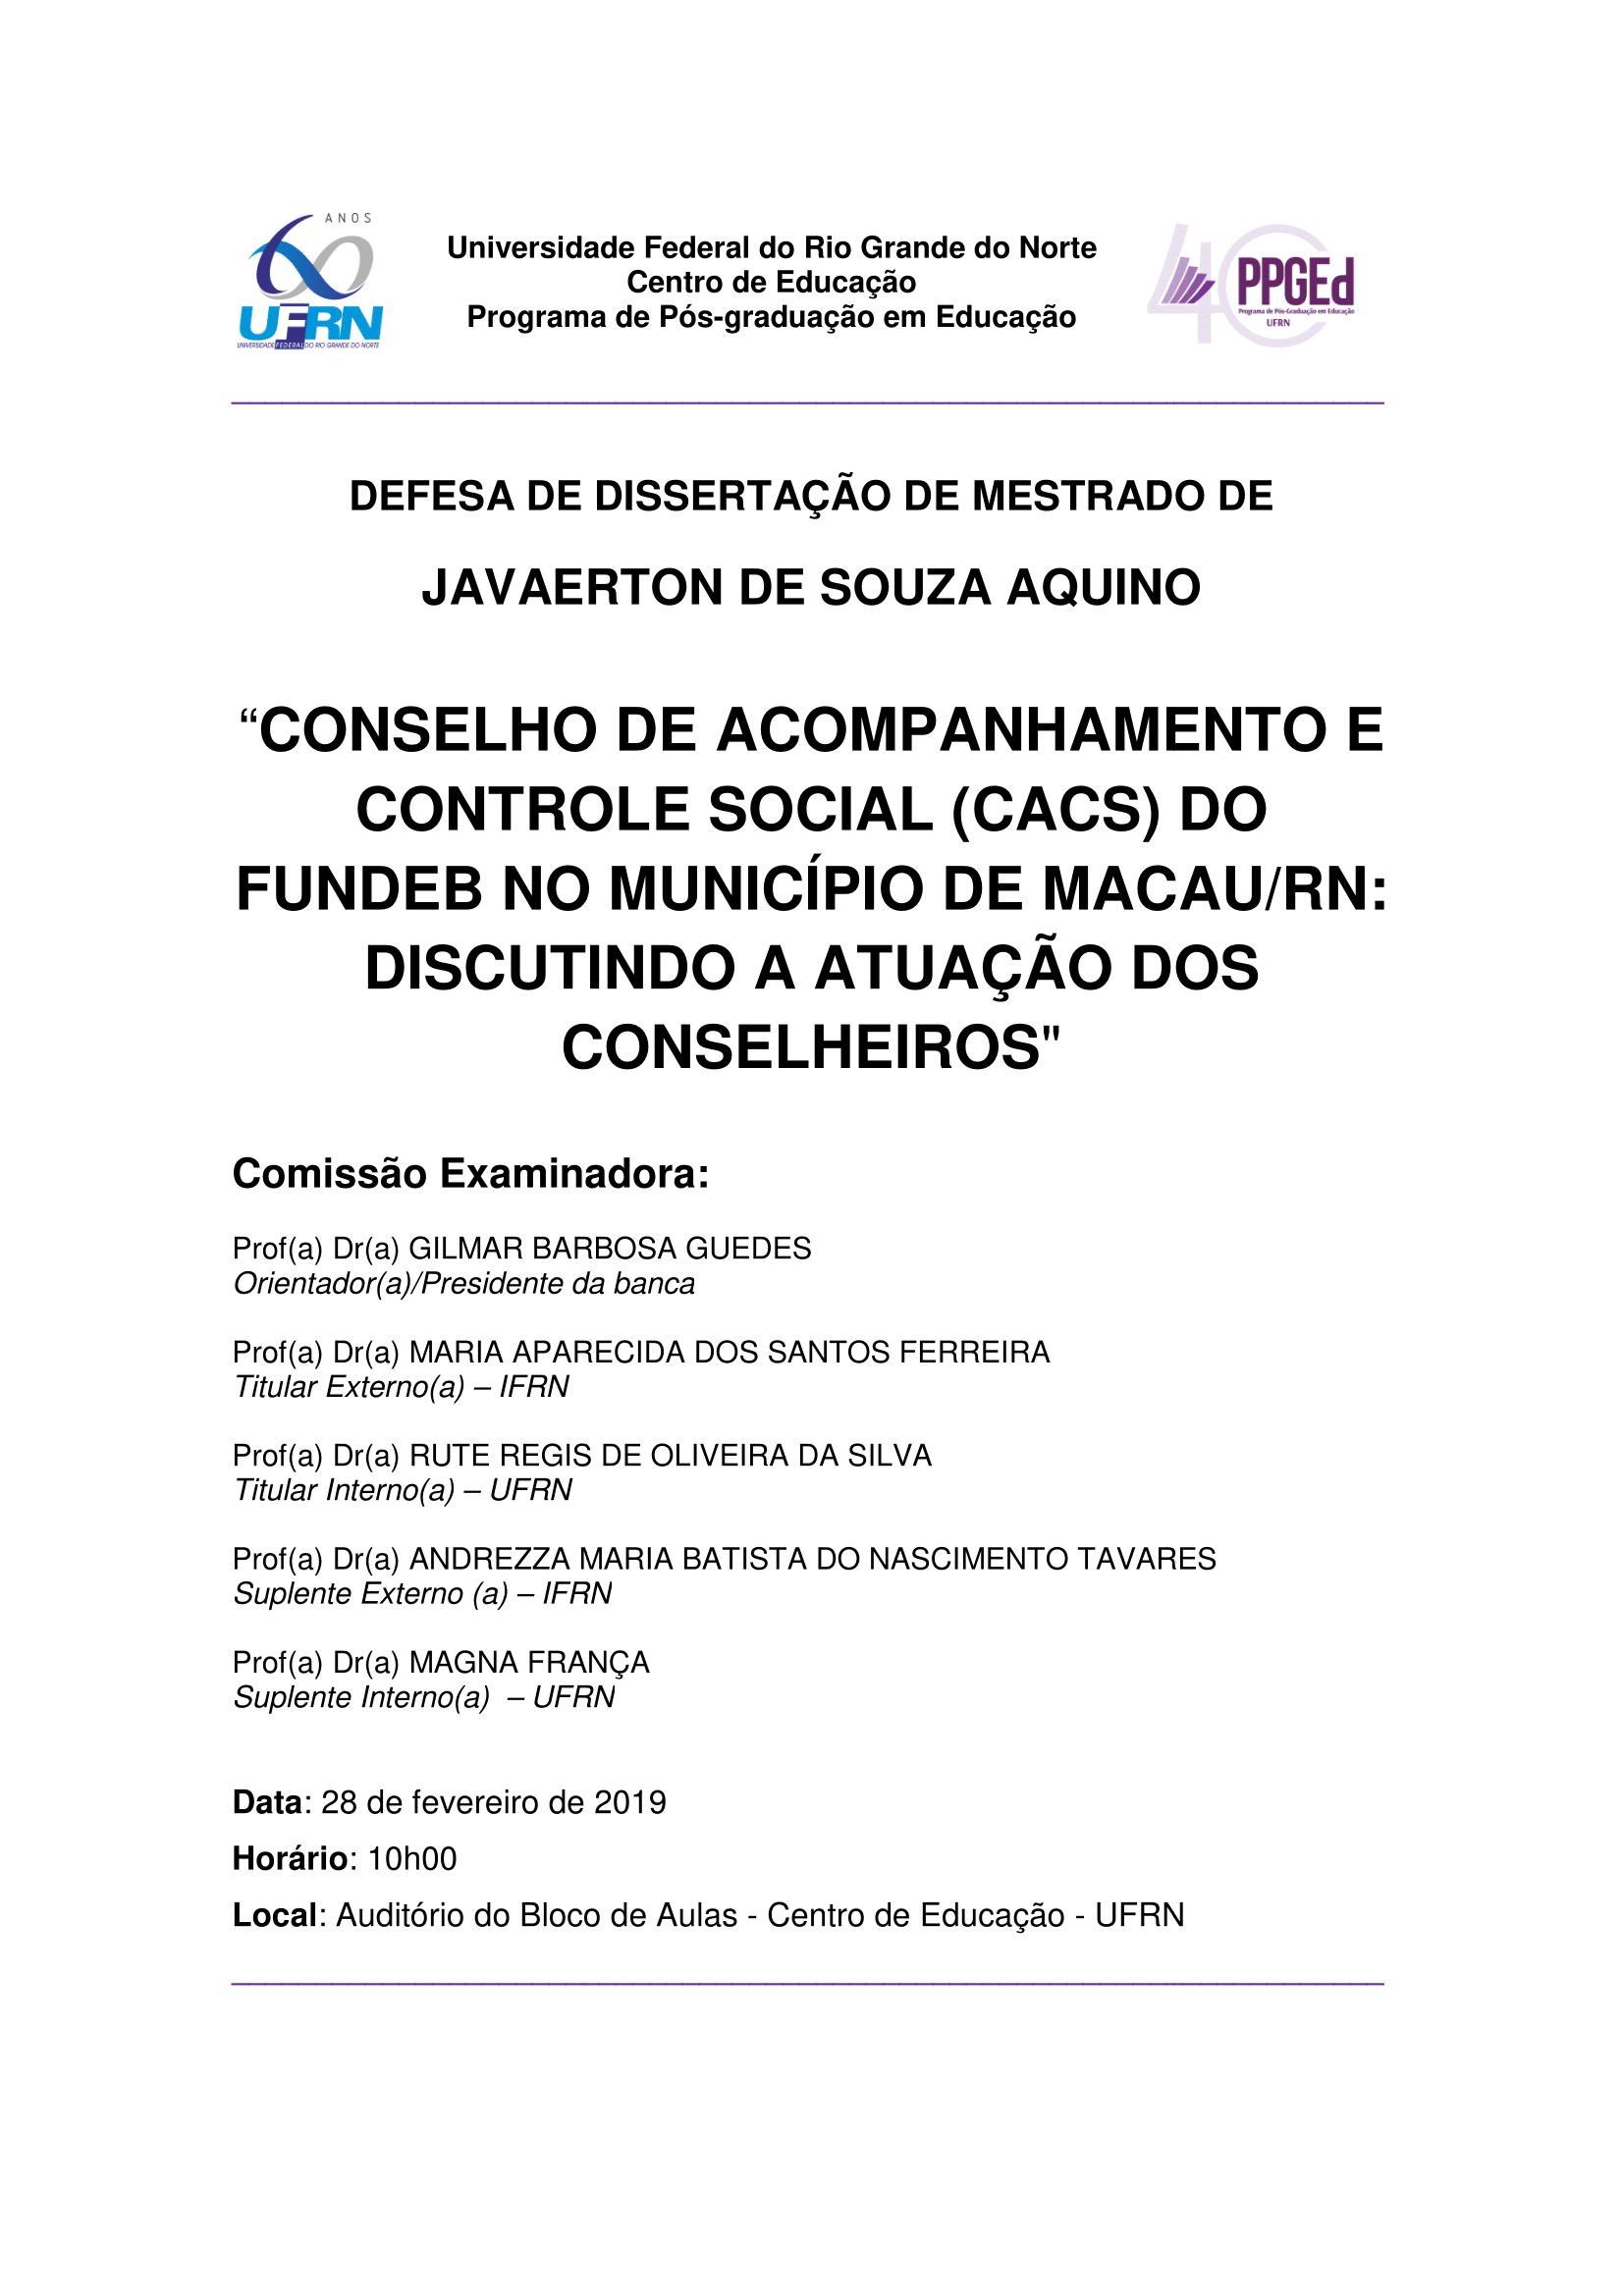 ANOS
UFRN
UNIVERSIDADE FEDERAL DO RIO GRANDE DO NORTE
Universidade Federal do Rio Grande do Norte
Centro de Educação
Programa de Pós-graduação em Educação
40
PPGEd
Programa de Pós-Graduação em Educação
UFRN
DEFESA DE DISSERTAÇÃO DE MESTRADO DE
JAVAERTON DE SOUZA AQUINO
“CONSELHO DE ACOMPANHAMENTO E
CONTROLE SOCIAL (CACS) DO
FUNDEB NO MUNICÍPIO DE MACAU/RN:
DISCUTINDO A ATUAÇÃO DOS
CONSELHEIROS"
Comissão Examinadora:
Prof(a) Dr(a) GILMAR BARBOSA GUEDES
Orientador(a)/Presidente da banca
Prof(a) Dr(a) MARIA APARECIDA DOS SANTOS FERREIRA
Titular Externo(a) – IFRN
Prof(a) Dr(a) RUTE REGIS DE OLIVEIRA DA SILVA
Titular Interno(a) – UFRN
Prof(a) Dr(a) ANDREZZA MARIA BATISTA DO NASCIMENTO TAVARES
Suplente Externo (a) – IFRN
Prof(a) Dr(a) MAGNA FRANÇA
Suplente Interno(a)  – UFRN
Data: 28 de fevereiro de 2019
Horário: 10h00
Local: Auditório do Bloco de Aulas - Centro de Educação - UFRN